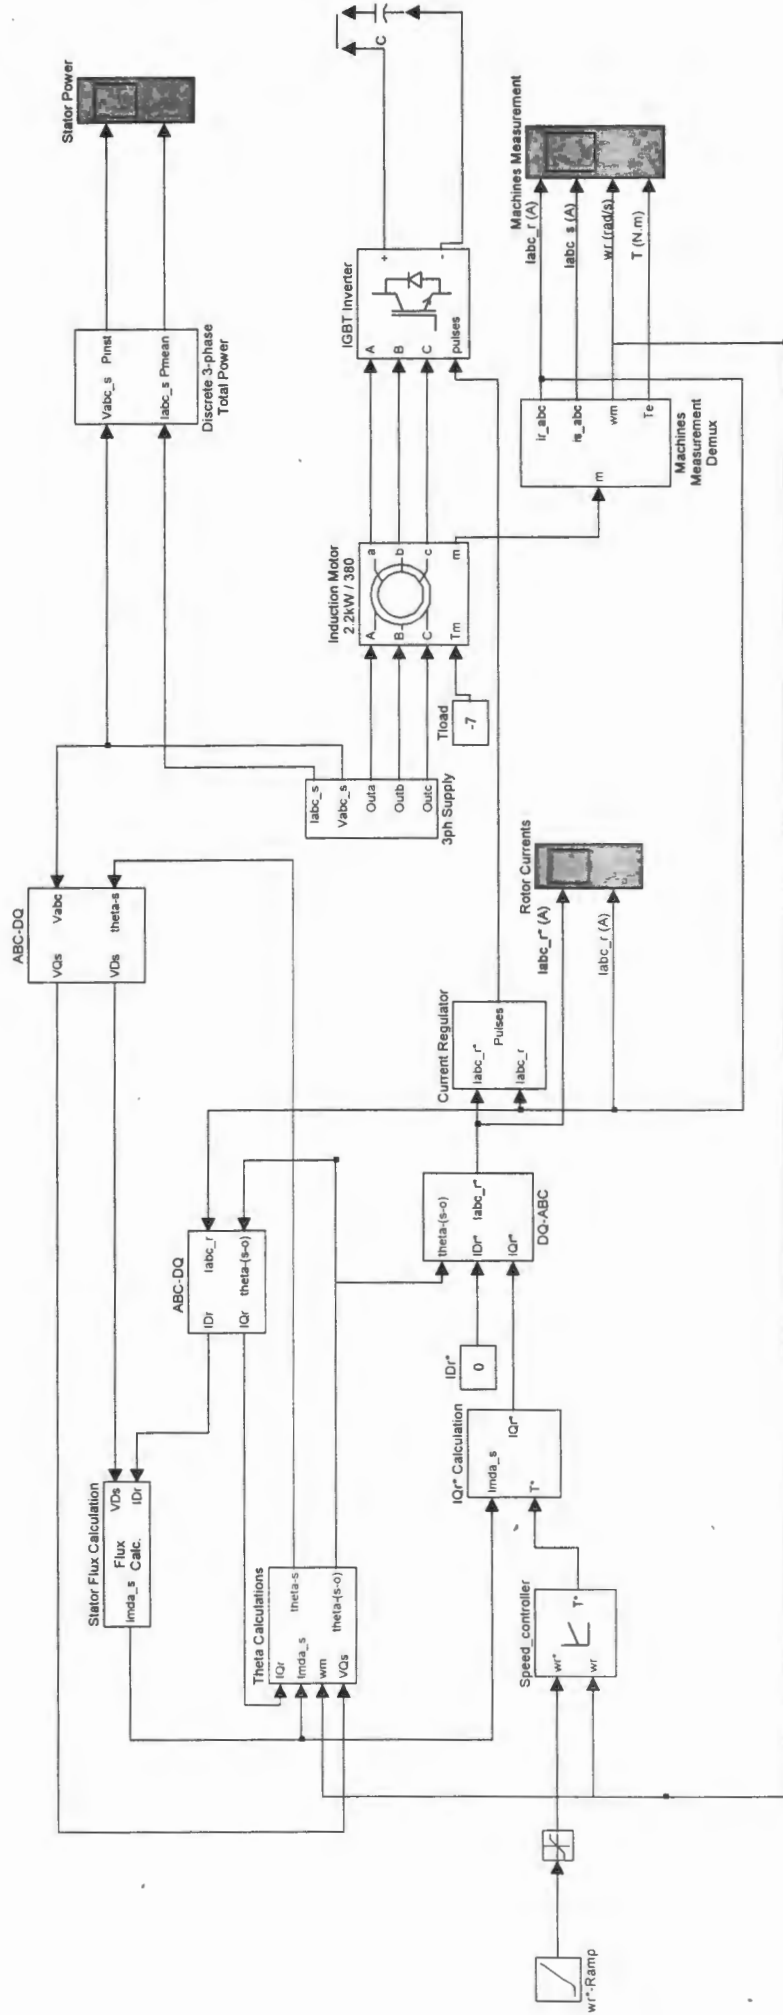 wr*-Ramp
Speed_controller
wr*
wr
T*
Theta Calculations
IQr
lmda_s
wm
VQs
theta-s
theta-(s-o)
Stator Flux Calculation
lmda_s
Flux
Calc.
VDs
IDr
IQr* Calculation
lmda_s
T*
IQr*
IDr*
0
ABC-DQ
IDr
IQr
Iabc_r
theta-(s-o)
DQ-ABC
theta-(s-o)
IDr*
IQr*
Iabc_r*
Current Regulator
Iabc_r*
Iabc_r
Pulses
Rotor Currents
Iabc_r* (A)
Iabc_r (A)
ABC-DQ
VQs
VDs
Vabc
theta-s
3ph Supply
Iabc_s
Vabc_s
Outa
Outb
Outc
Tload
-7
Induction Motor
2.2kW / 380
A
B
C
Tm
a
b
c
m
Discrete 3-phase
Total Power
Vabc_s
Iabc_s
Pinst
Pmean
Stator Power
IGBT Inverter
A
B
C
pulses
+
-
C
Machines
Measurement
Demux
m
ir_abc
is_abc
wm
Te
Machines Measurement
Iabc_r (A)
Iabc_s (A)
wr (rad/s)
T (N.m)